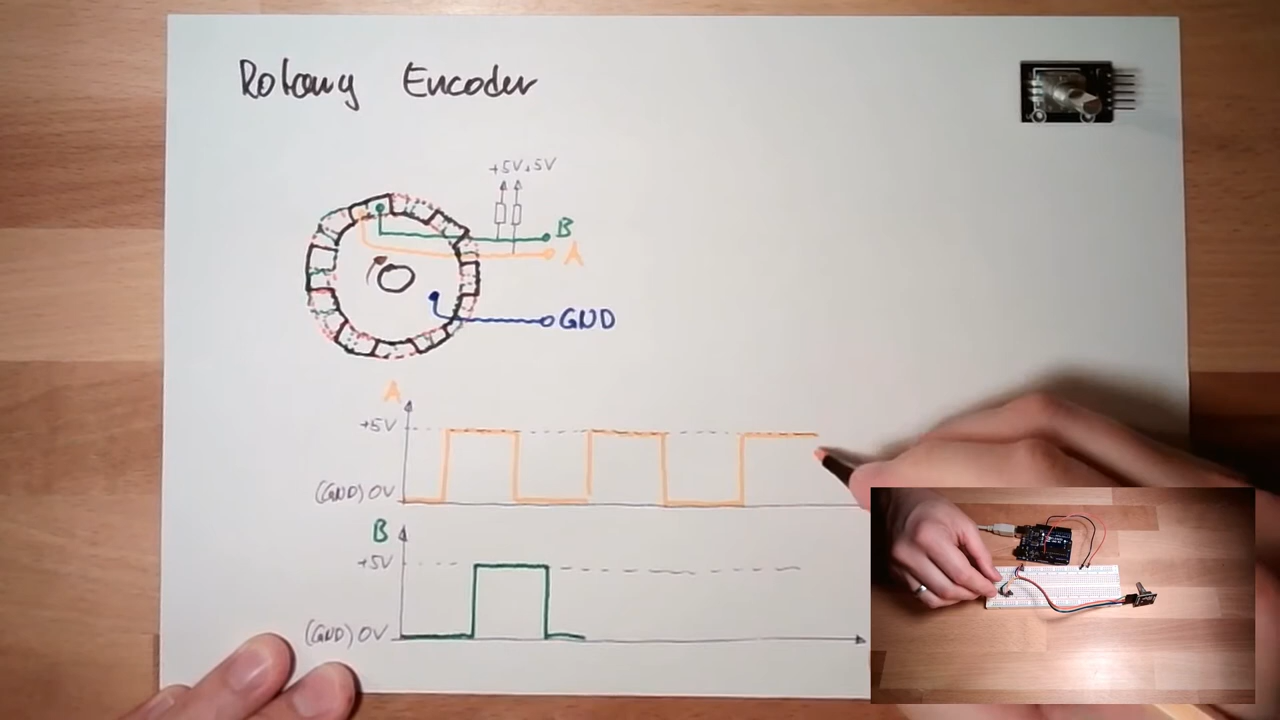 Rotary Encoder
+5V +5V
B
A
GND
A
+5V
(GND) 0V
B
+5V
(GND) 0V